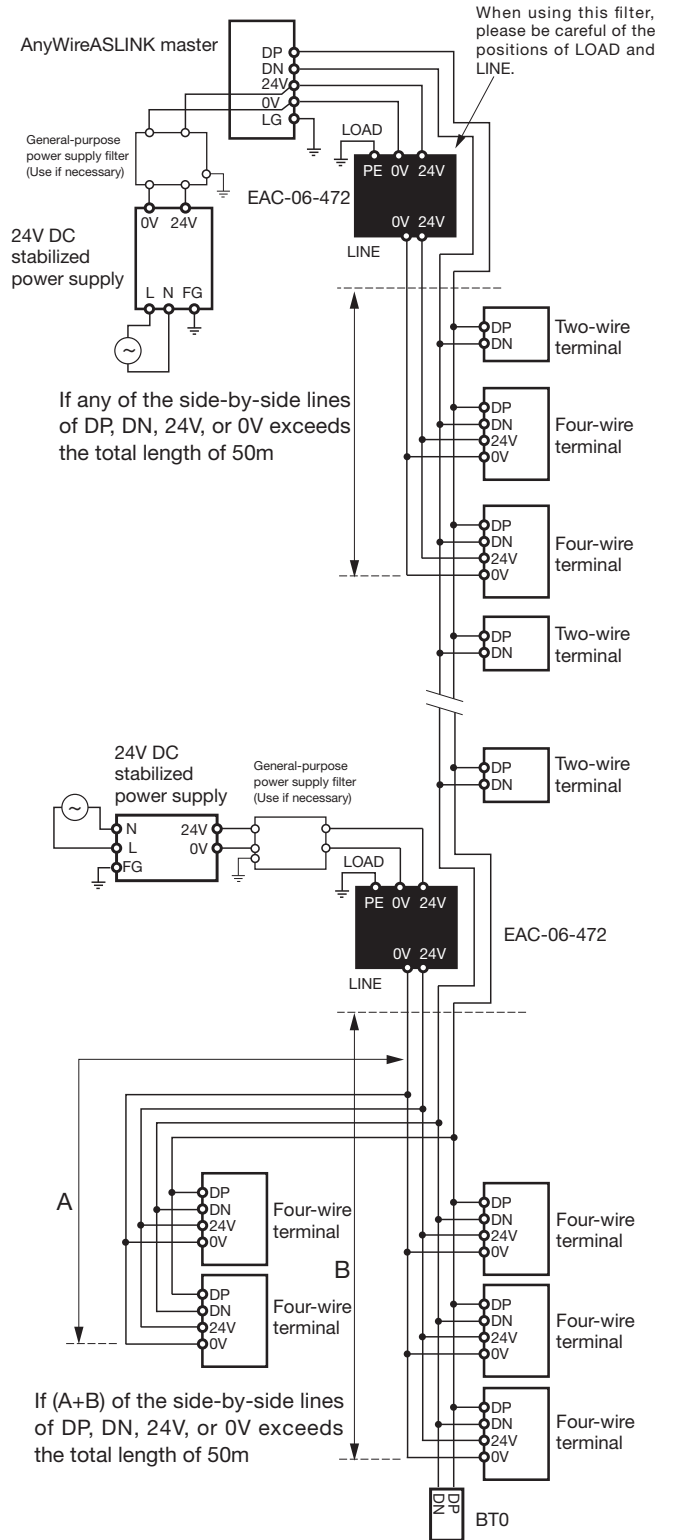 When using this filter,
please be careful of the
positions of LOAD and
LINE.
AnyWireASLINK master
DP
DN
24V
0V
LG
General-purpose
power supply filter
(Use if necessary)
LOAD
PE 0V 24V
EAC-06-472
0V 24V
LINE
0V 24V
24V DC
stabilized
power supply
L N FG
~
If any of the side-by-side lines
of DP, DN, 24V, or 0V exceeds
the total length of 50m
DP
DN
Two-wire
terminal
DP
DN
24V
0V
Four-wire
terminal
DP
DN
24V
0V
Four-wire
terminal
DP
DN
Two-wire
terminal
DP
DN
Two-wire
terminal
24V DC
stabilized
power supply
General-purpose
power supply filter
(Use if necessary)
~
N
L
FG
24V
0V
LOAD
PE 0V 24V
EAC-06-472
0V 24V
LINE
A
B
DP
DN
24V
0V
Four-wire
terminal
DP
DN
24V
0V
Four-wire
terminal
DP
DN
24V
0V
Four-wire
terminal
DP
DN
24V
0V
Four-wire
terminal
DP
DN
24V
0V
Four-wire
terminal
If (A+B) of the side-by-side lines
of DP, DN, 24V, or 0V exceeds
the total length of 50m
DP
DN
BT0